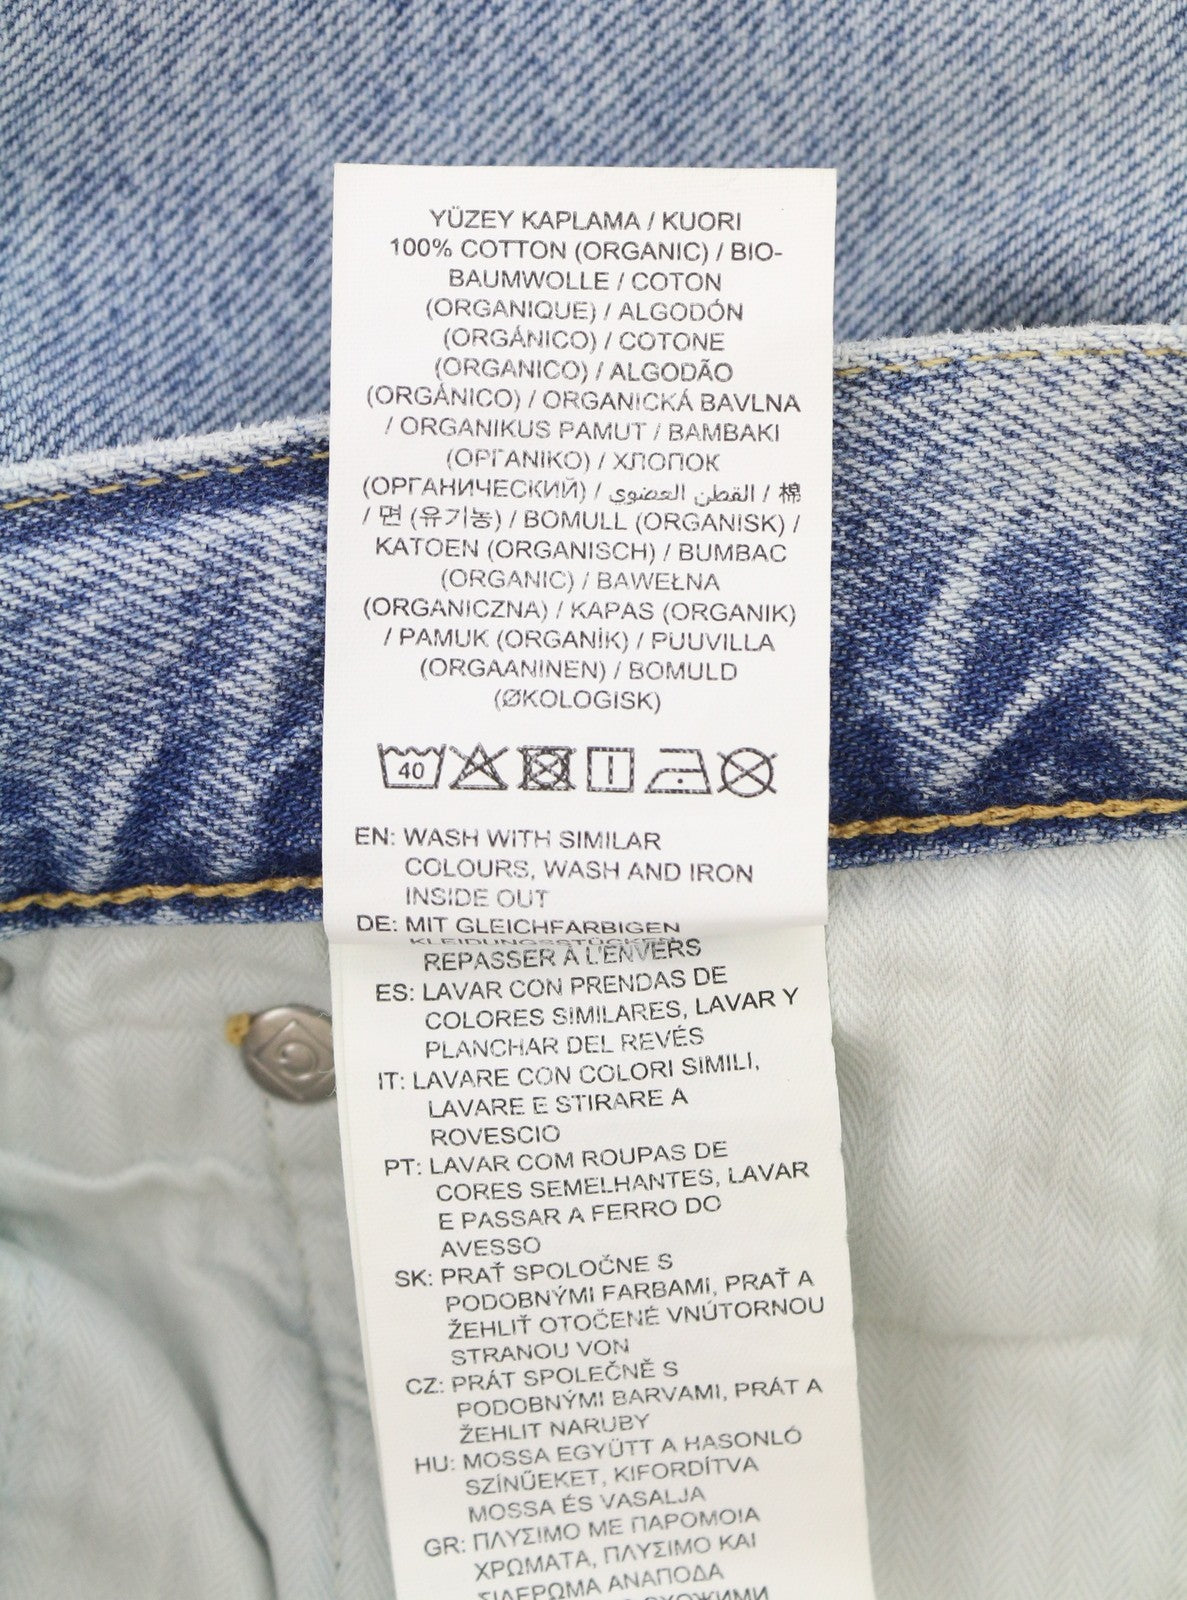 YÜZEY KAPLAMA / KUORI
100% COTTON (ORGANIC) / BIO-
BAUMWOLLE / COTON
(ORGANIQUE) / ALGODÓN
(ORGÁNICO) / COTONE
(ORGANICO) / ALGODÃO
(ORGÁNICO) / ORGANICKÁ BAVLNA
/ ORGANIKUS PAMUT / ΒΑΜΒΑΚΙ
(ΟΡΓΑΝΙΚΟ) / ХЛОПОК
(ОРГАНИЧЕСКИЙ) / القطن العضوي / 棉
/ 면 (유기농) / BOMULL (ORGANISK) /
KATOEN (ORGANISCH) / BUMBAC
(ORGANIC) / BAWEŁNA
(ORGANICZNA) / KAPAS (ORGANIK)
/ PAMUK (ORGANİK) / PUUVILLA
(ORGAANINEN) / BOMULD
(ØKOLOGISK)
40
EN: WASH WITH SIMILAR
COLOURS, WASH AND IRON
INSIDE OUT
DE: MIT GLEICHFARBIGEN
KLEIDUNGSSTÜCKEN
REPASSER À L'ENVERS
ES: LAVAR CON PRENDAS DE
COLORES SIMILARES, LAVAR Y
PLANCHAR DEL REVÉS
IT: LAVARE CON COLORI SIMILI,
LAVARE E STIRARE A
ROVESCIO
PT: LAVAR COM ROUPAS DE
CORES SEMELHANTES, LAVAR
E PASSAR A FERRO DO
AVESSO
SK: PRAŤ SPOLOČNE S
PODOBNÝMI FARBAMI, PRAŤ A
ŽEHLIŤ OTOČENÉ VNÚTORNOU
STRANOU VON
CZ: PRÁT SPOLEČNĚ S
PODOBNÝMI BARVAMI, PRÁT A
ŽEHLIT NARUBY
HU: MOSSA EGYÜTT A HASONLÓ
SZÍNŰEKET, KIFORDÍTVA
MOSSA ÉS VASALJA
GR: ΠΛΥΣΙΜΟ ΜΕ ΠΑΡΟΜΟΙΑ
ΧΡΩΜΑΤΑ, ΠΛΥΣΙΜΟ ΚΑΙ
ΣΙΔΕΡΩΜΑ ΑΝΑΠΟΔΑ